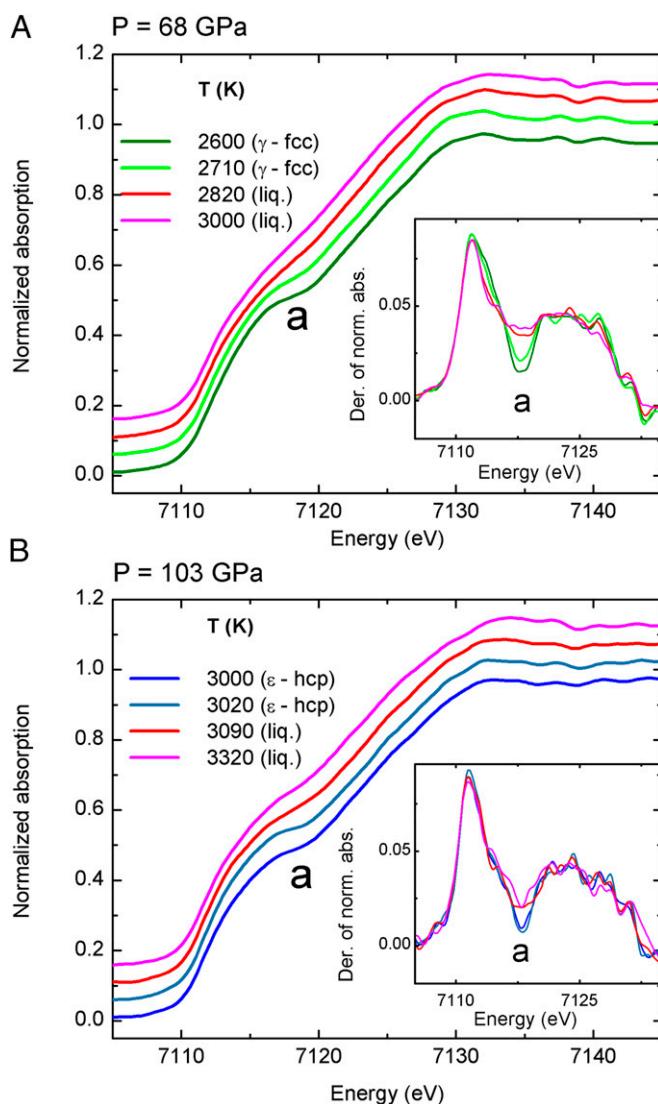 A
P = 68 GPa
1.2
1.0
0.8
0.6
0.4
0.2
0.0
Normalized absorption
T (K)
2600 (γ - fcc)
2710 (γ - fcc)
2820 (liq.)
3000 (liq.)
a
0.05
0.00
Der. of norm. abs.
a
7110
7125
Energy (eV)
7110
7120
7130
7140
Energy (eV)
B
P = 103 GPa
1.2
1.0
0.8
0.6
0.4
0.2
0.0
Normalized absorption
T (K)
3000 (ε - hcp)
3020 (ε - hcp)
3090 (liq.)
3320 (liq.)
a
0.05
0.00
Der. of norm. abs.
a
7110
7125
Energy (eV)
7110
7120
7130
7140
Energy (eV)